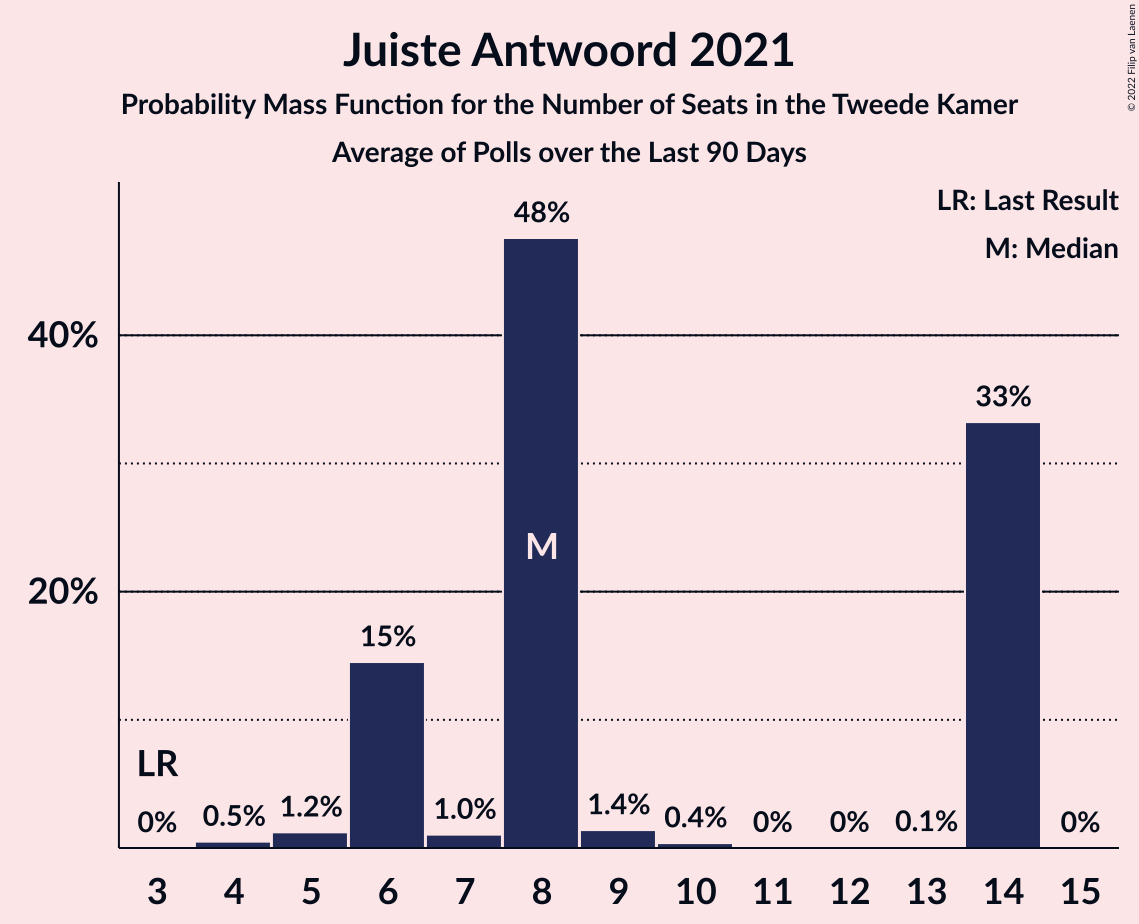 Juiste Antwoord 2021
Probability Mass Function for the Number of Seats in the Tweede Kamer
Average of Polls over the Last 90 Days
© 2022 Filip van Laenen
LR: Last Result
M: Median
48%
40%
33%
M
20%
15%
LR
0% 0.5% 1.2% 1.0% 1.4% 0.4% 0% 0% 0.1% 0%
3 4 5 6 7 8 9 10 11 12 13 14 15